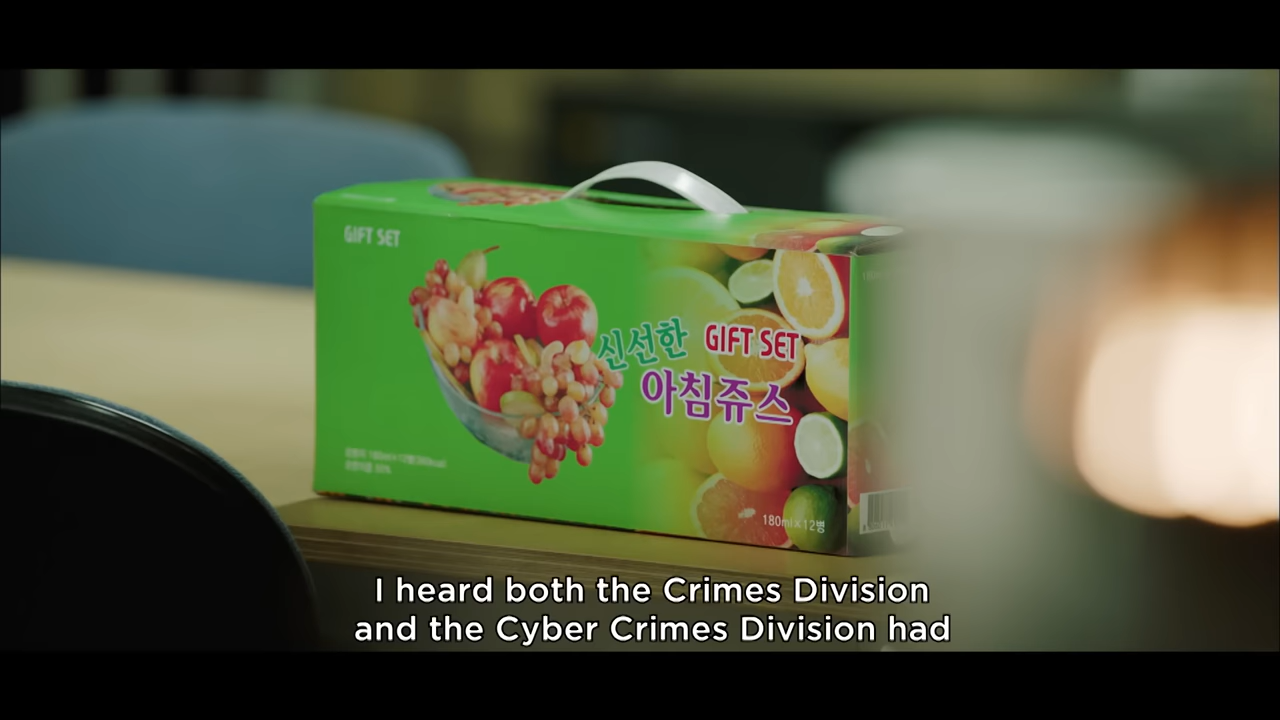 GIFT SET
신선한 GIFT SET
아침쥬스
180ml×12병
I heard both the Crimes Division
and the Cyber Crimes Division had